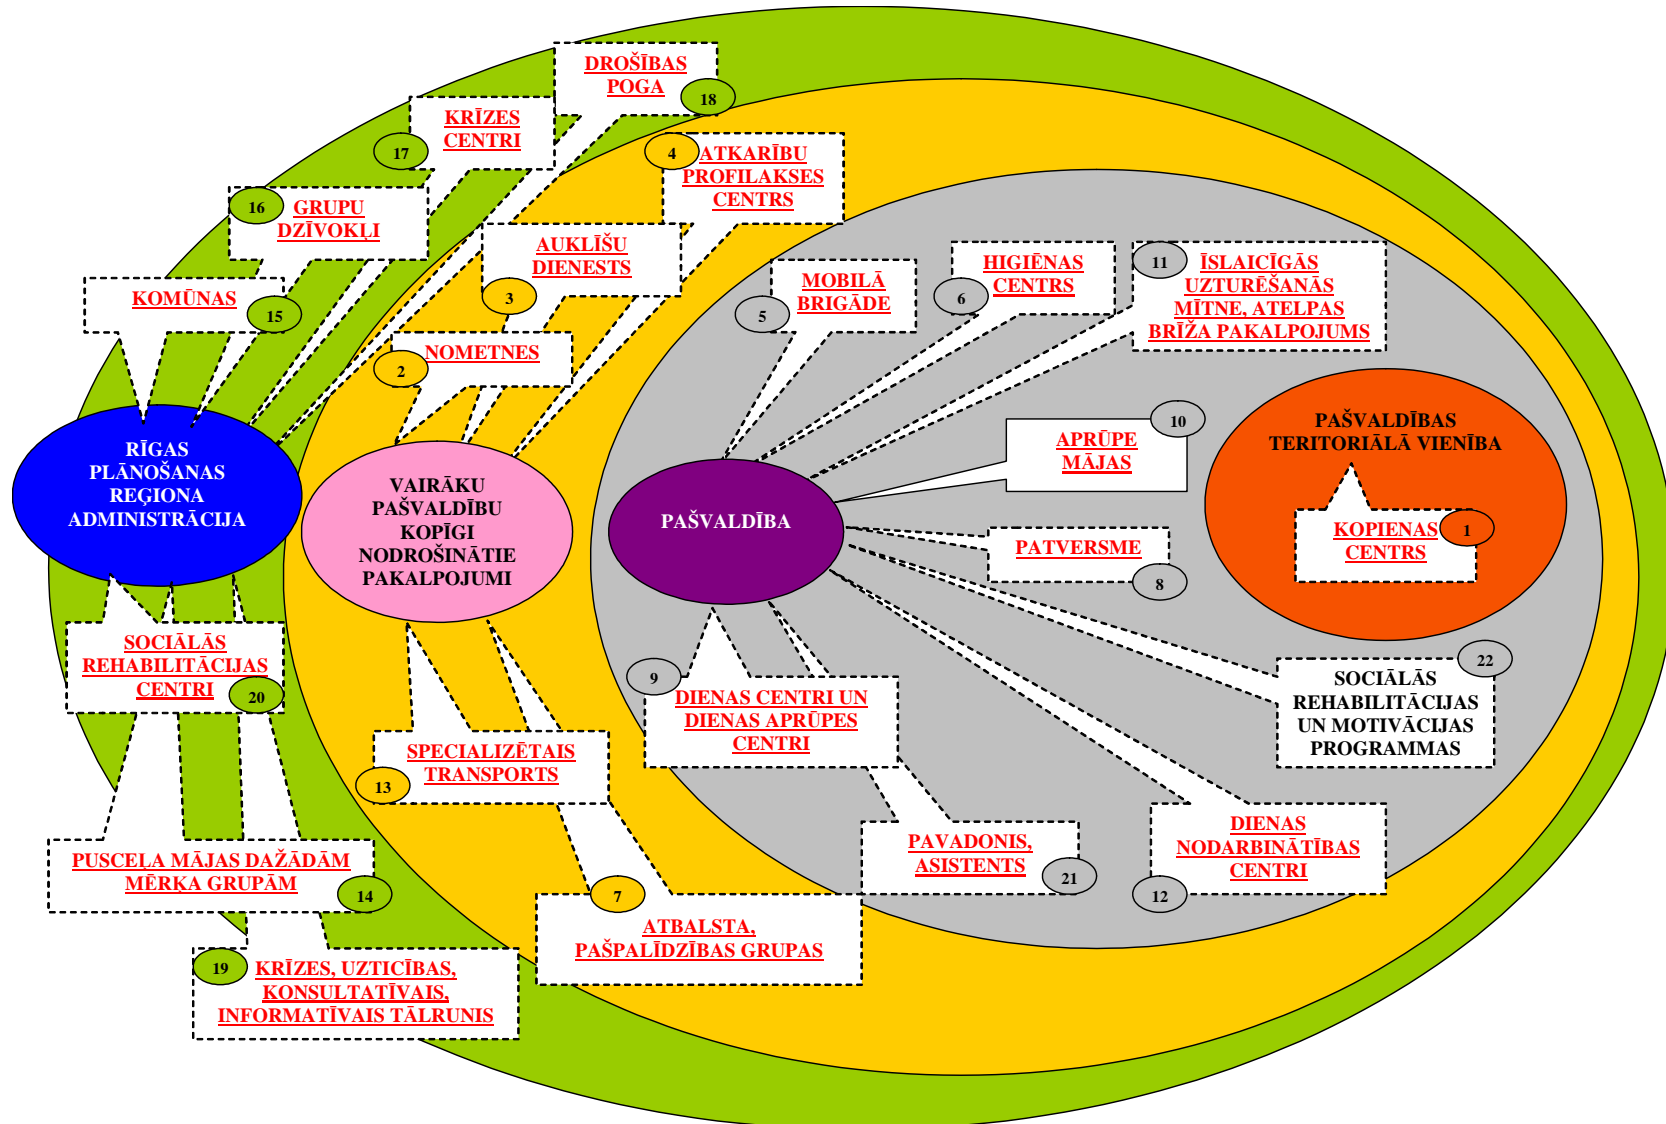 DROŠĪBAS
POGA
18
KRĪZES
CENTRI
17
4
ATKARĪBU
PROFILAKSES
CENTRS
16
GRUPU
DZĪVOKĻI
AUKLĪŠU
DIENESTS
3
KOMŪNAS
15
NOMETNES
2
MOBILĀ
BRIGĀDE
5
HIGIĒNAS
CENTRS
6
11
ĪSLAICĪGĀS
UZTURĒŠANĀS
MĪTNE, ATELPAS
BRĪŽA PAKALPOJUMS
RĪGAS
PLĀNOŠANAS
REĢIONA
ADMINISTRĀCIJA
VAIRĀKU
PAŠVALDĪBU
KOPĪGI
NODROŠINĀTIE
PAKALPOJUMI
PAŠVALDĪBA
10
APRŪPE
MĀJAS
PAŠVALDĪBAS
TERITORIĀLĀ VIENĪBA
KOPIENAS
CENTRS
1
PATVERSME
8
SOCIĀLĀS
REHABILITĀCIJAS
CENTRI
20
9
DIENAS CENTRI UN
DIENAS APRŪPES
CENTRI
22
SOCIĀLĀS
REHABILITĀCIJAS
UN MOTIVĀCIJAS
PROGRAMMAS
SPECIALIZĒTAIS
TRANSPORTS
13
PUSCELA MĀJAS DAŽĀDĀM
MĒRKA GRUPĀM
14
PAVADONIS,
ASISTENTS
21
DIENAS
NODARBINĀTĪBAS
CENTRI
12
7
ATBALSTA,
PAŠPALĪDZĪBAS GRUPAS
19
KRĪZES, UZTICĪBAS,
KONSULTATĪVAIS,
INFORMATĪVAIS TĀLRUNIS